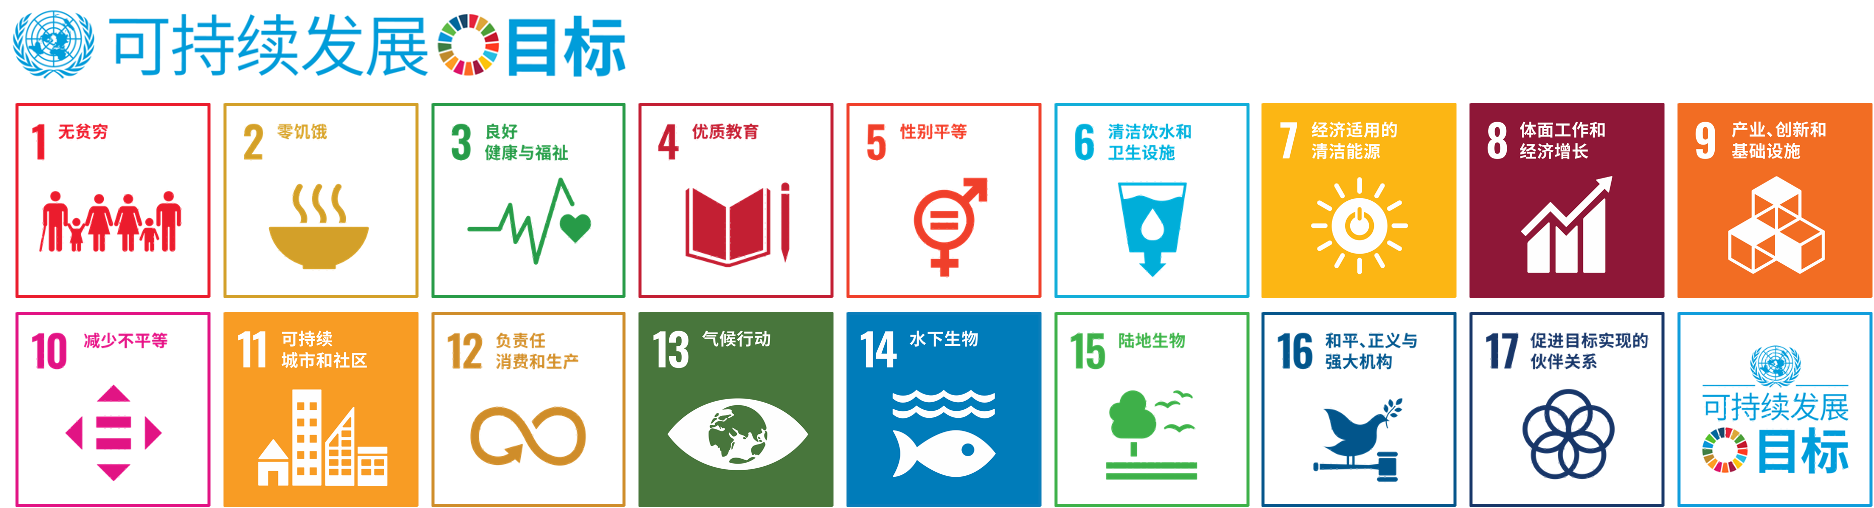 可持续发展目标
1 无贫穷
2 零饥饿
3 良好
健康与福祉
4 优质教育
5 性别平等
6 清洁饮水和
卫生设施
7 经济适用的
清洁能源
8 体面工作和
经济增长
9 产业、创新和
基础设施
10 减少不平等
11 可持续
城市和社区
12 负责任
消费和生产
13 气候行动
14 水下生物
15 陆地生物
16 和平、正义与
强大机构
17 促进目标实现的
伙伴关系
可持续发展
目标